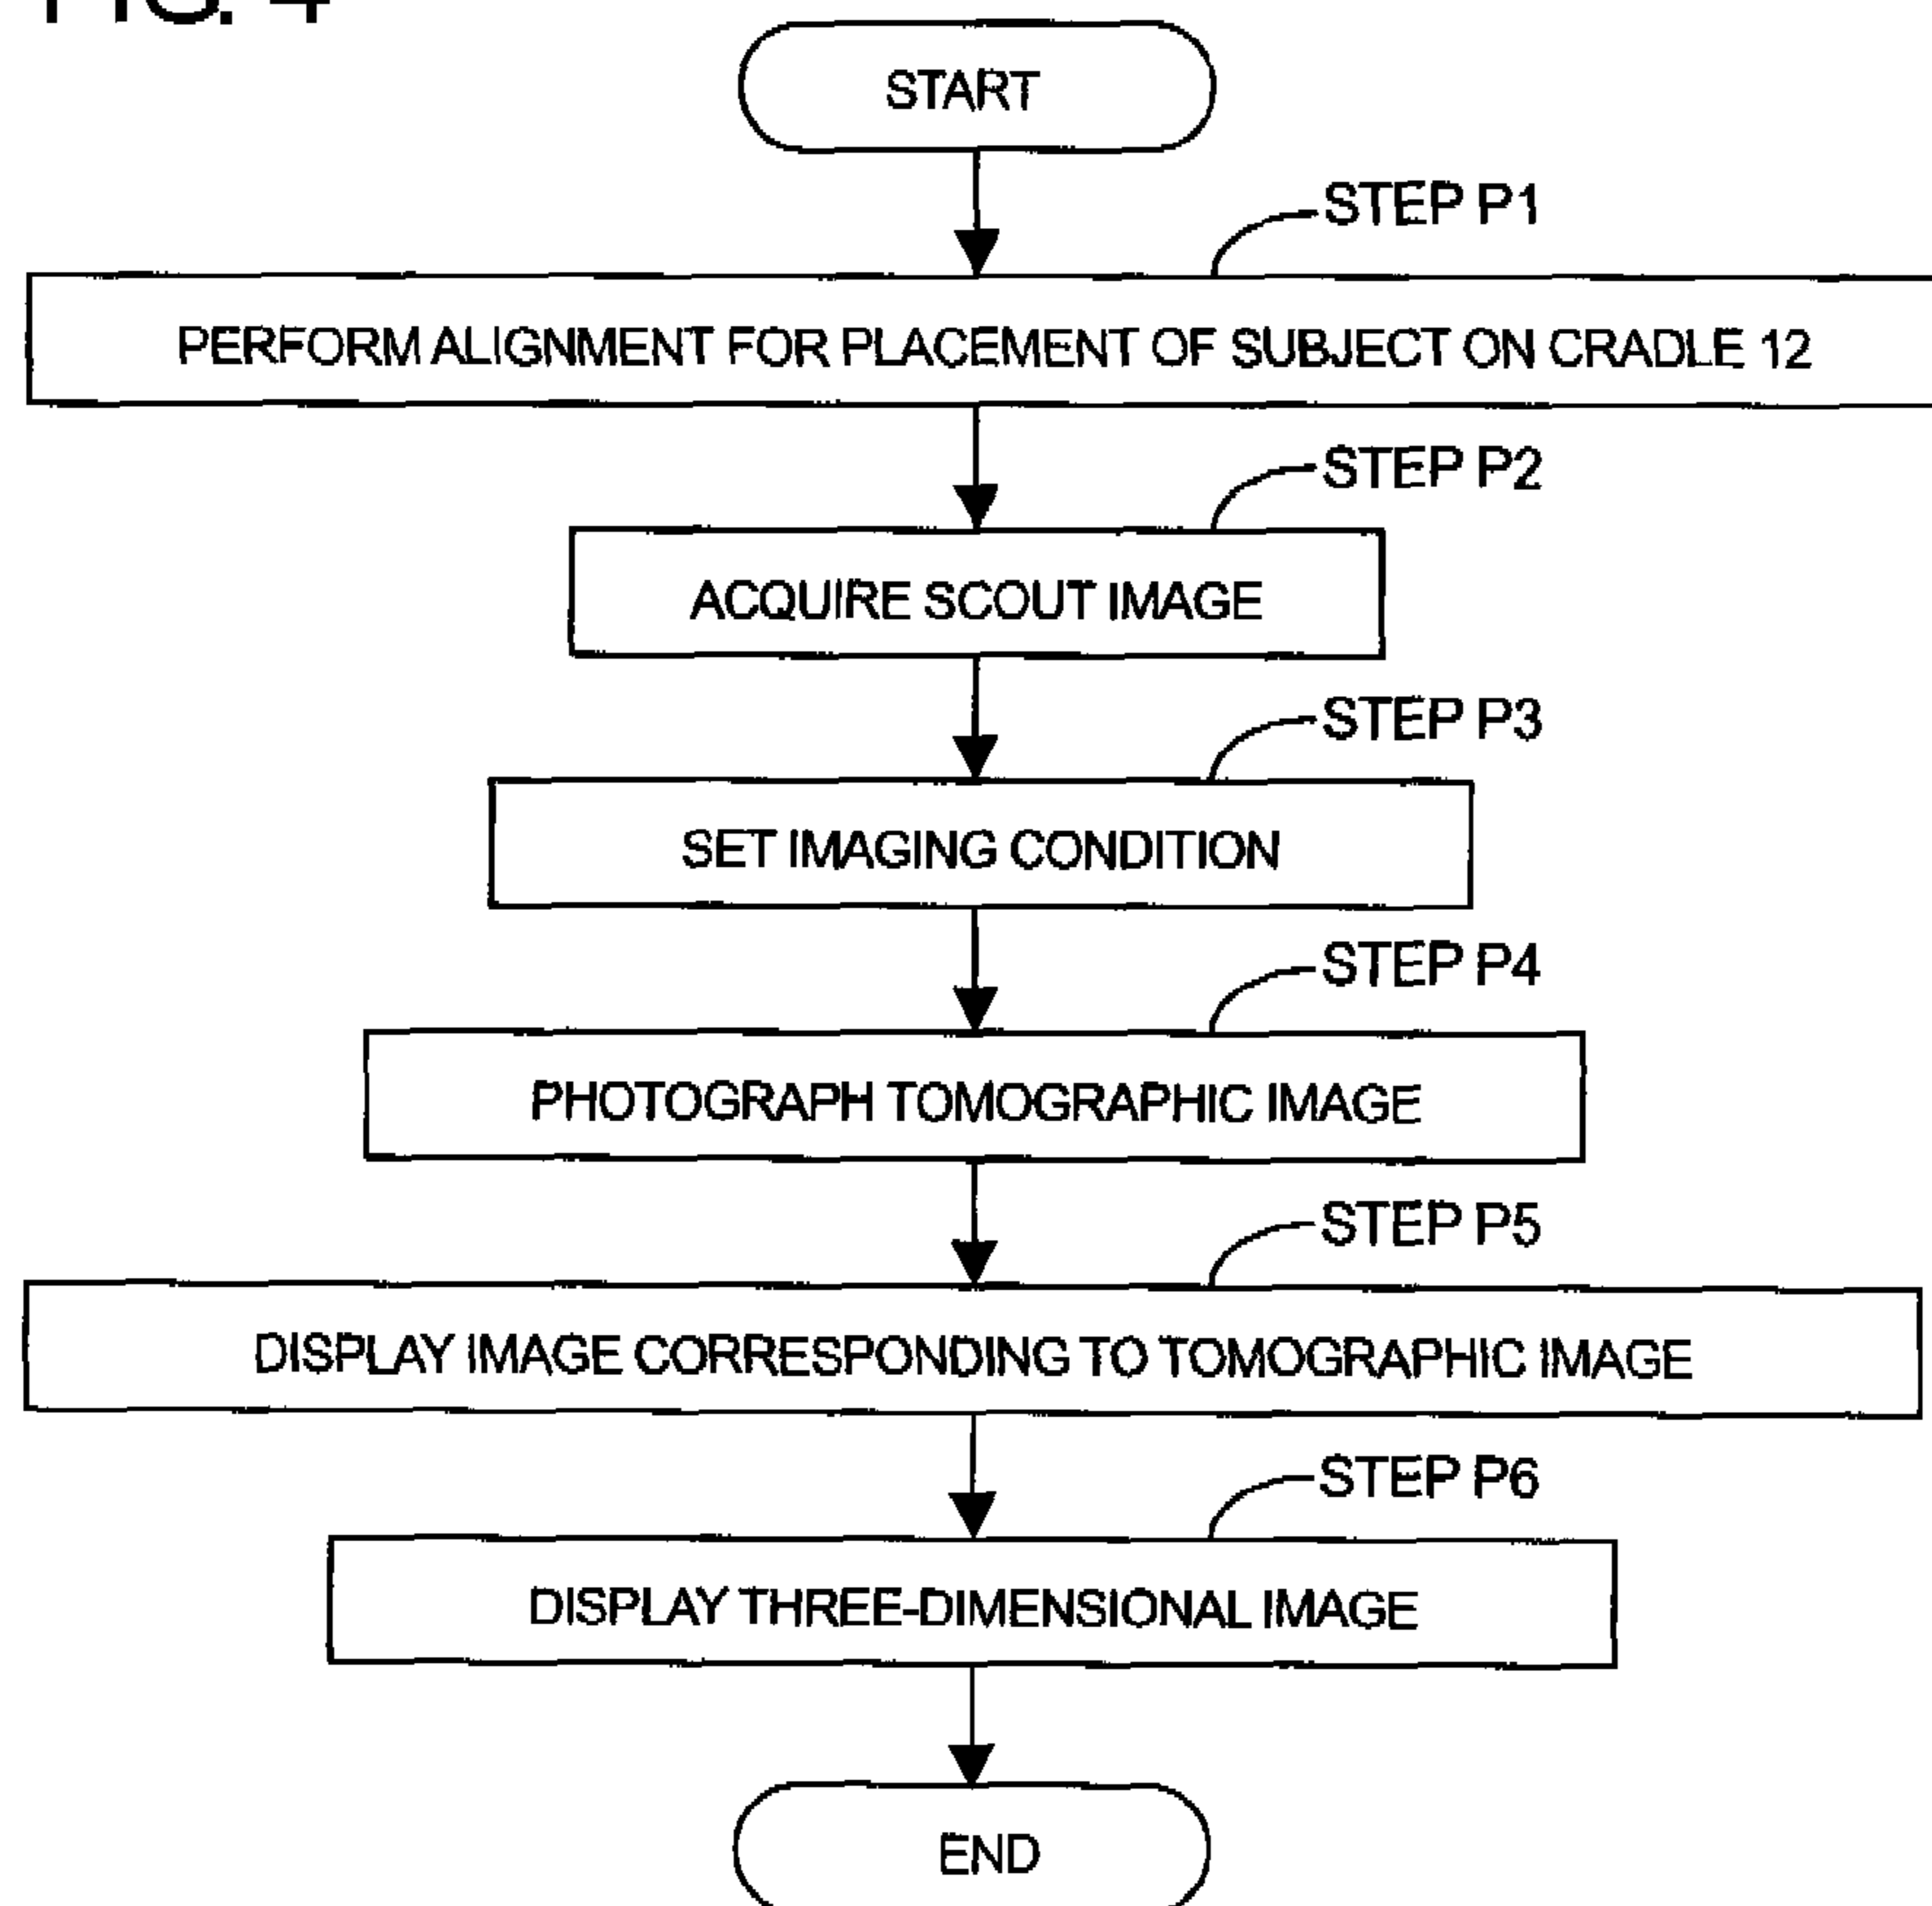 FIG. 4
START
STEP P1
PERFORM ALIGNMENT FOR PLACEMENT OF SUBJECT ON CRADLE 12
STEP P2
ACQUIRE SCOUT IMAGE
STEP P3
SET IMAGING CONDITION
STEP P4
PHOTOGRAPH TOMOGRAPHIC IMAGE
STEP P5
DISPLAY IMAGE CORRESPONDING TO TOMOGRAPHIC IMAGE
STEP P6
DISPLAY THREE-DIMENSIONAL IMAGE
END